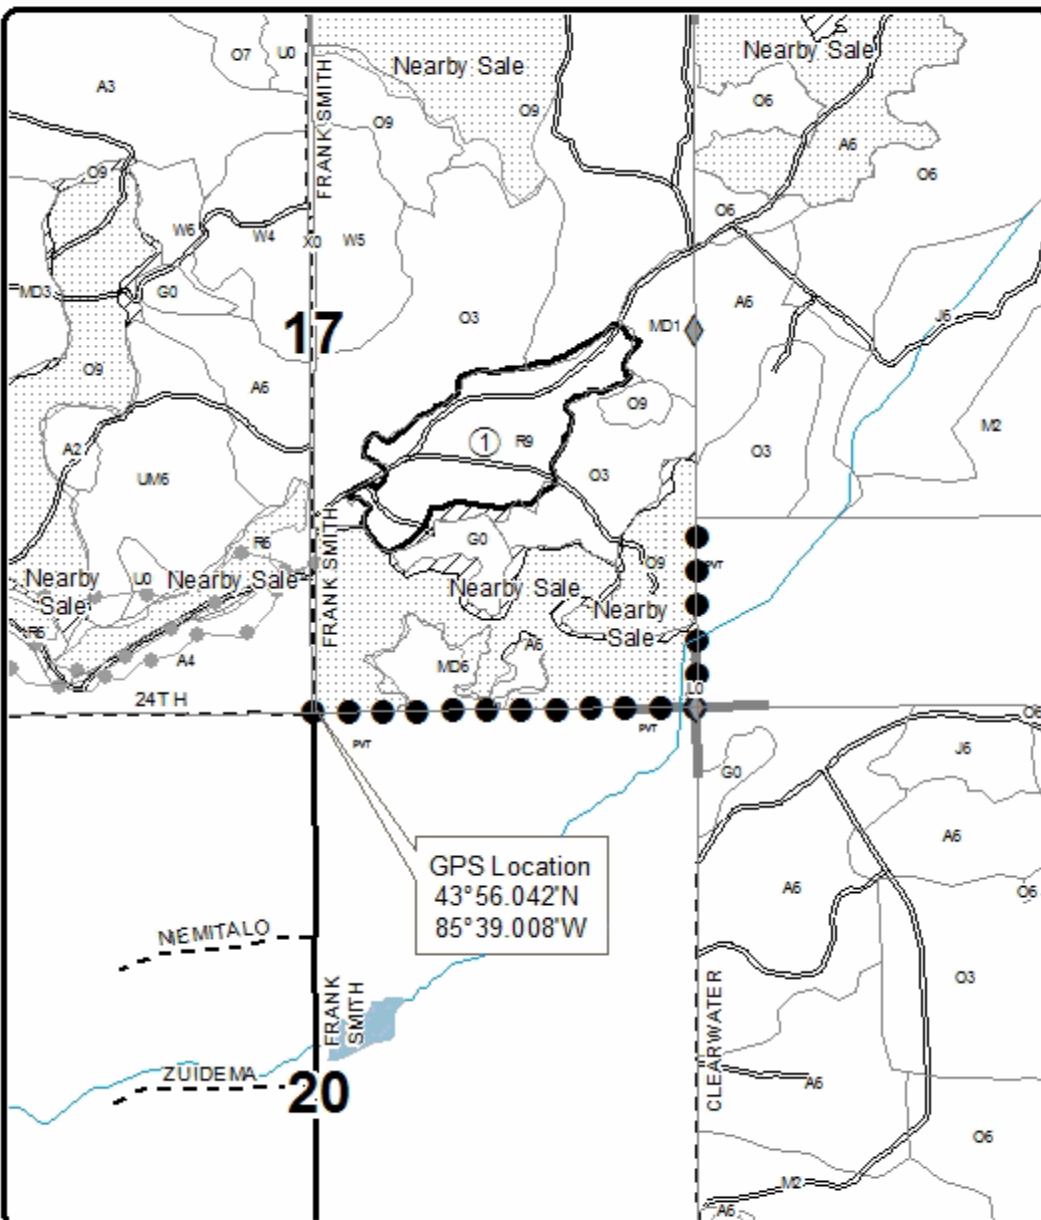 O7
U0
Nearby Sale
Nearby Sale
A3
O6
O9
O9
FRANK SMITH
A6
O9
O6
O6
W6
W4
X0
W5
MD3
G0
A6
O3
MD1
J6
17
O9
A6
O9
M2
A2
1
R9
O3
O3
UM6
FRANK SMITH
R6
G0
O9
PVT
Nearby
Sale
U0
Nearby Sale
Nearby Sale
Nearby
Sale
R6
A4
A6
MD6
L0
24TH
PVT
PVT
O6
J6
G0
A6
GPS Location
43°56.042'N
85°39.008'W
A6
O6
NIEMITALO
O3
FRANK
SMITH
CLEARWATER
ZUIDEMA
A6
20
O6
M2
A6